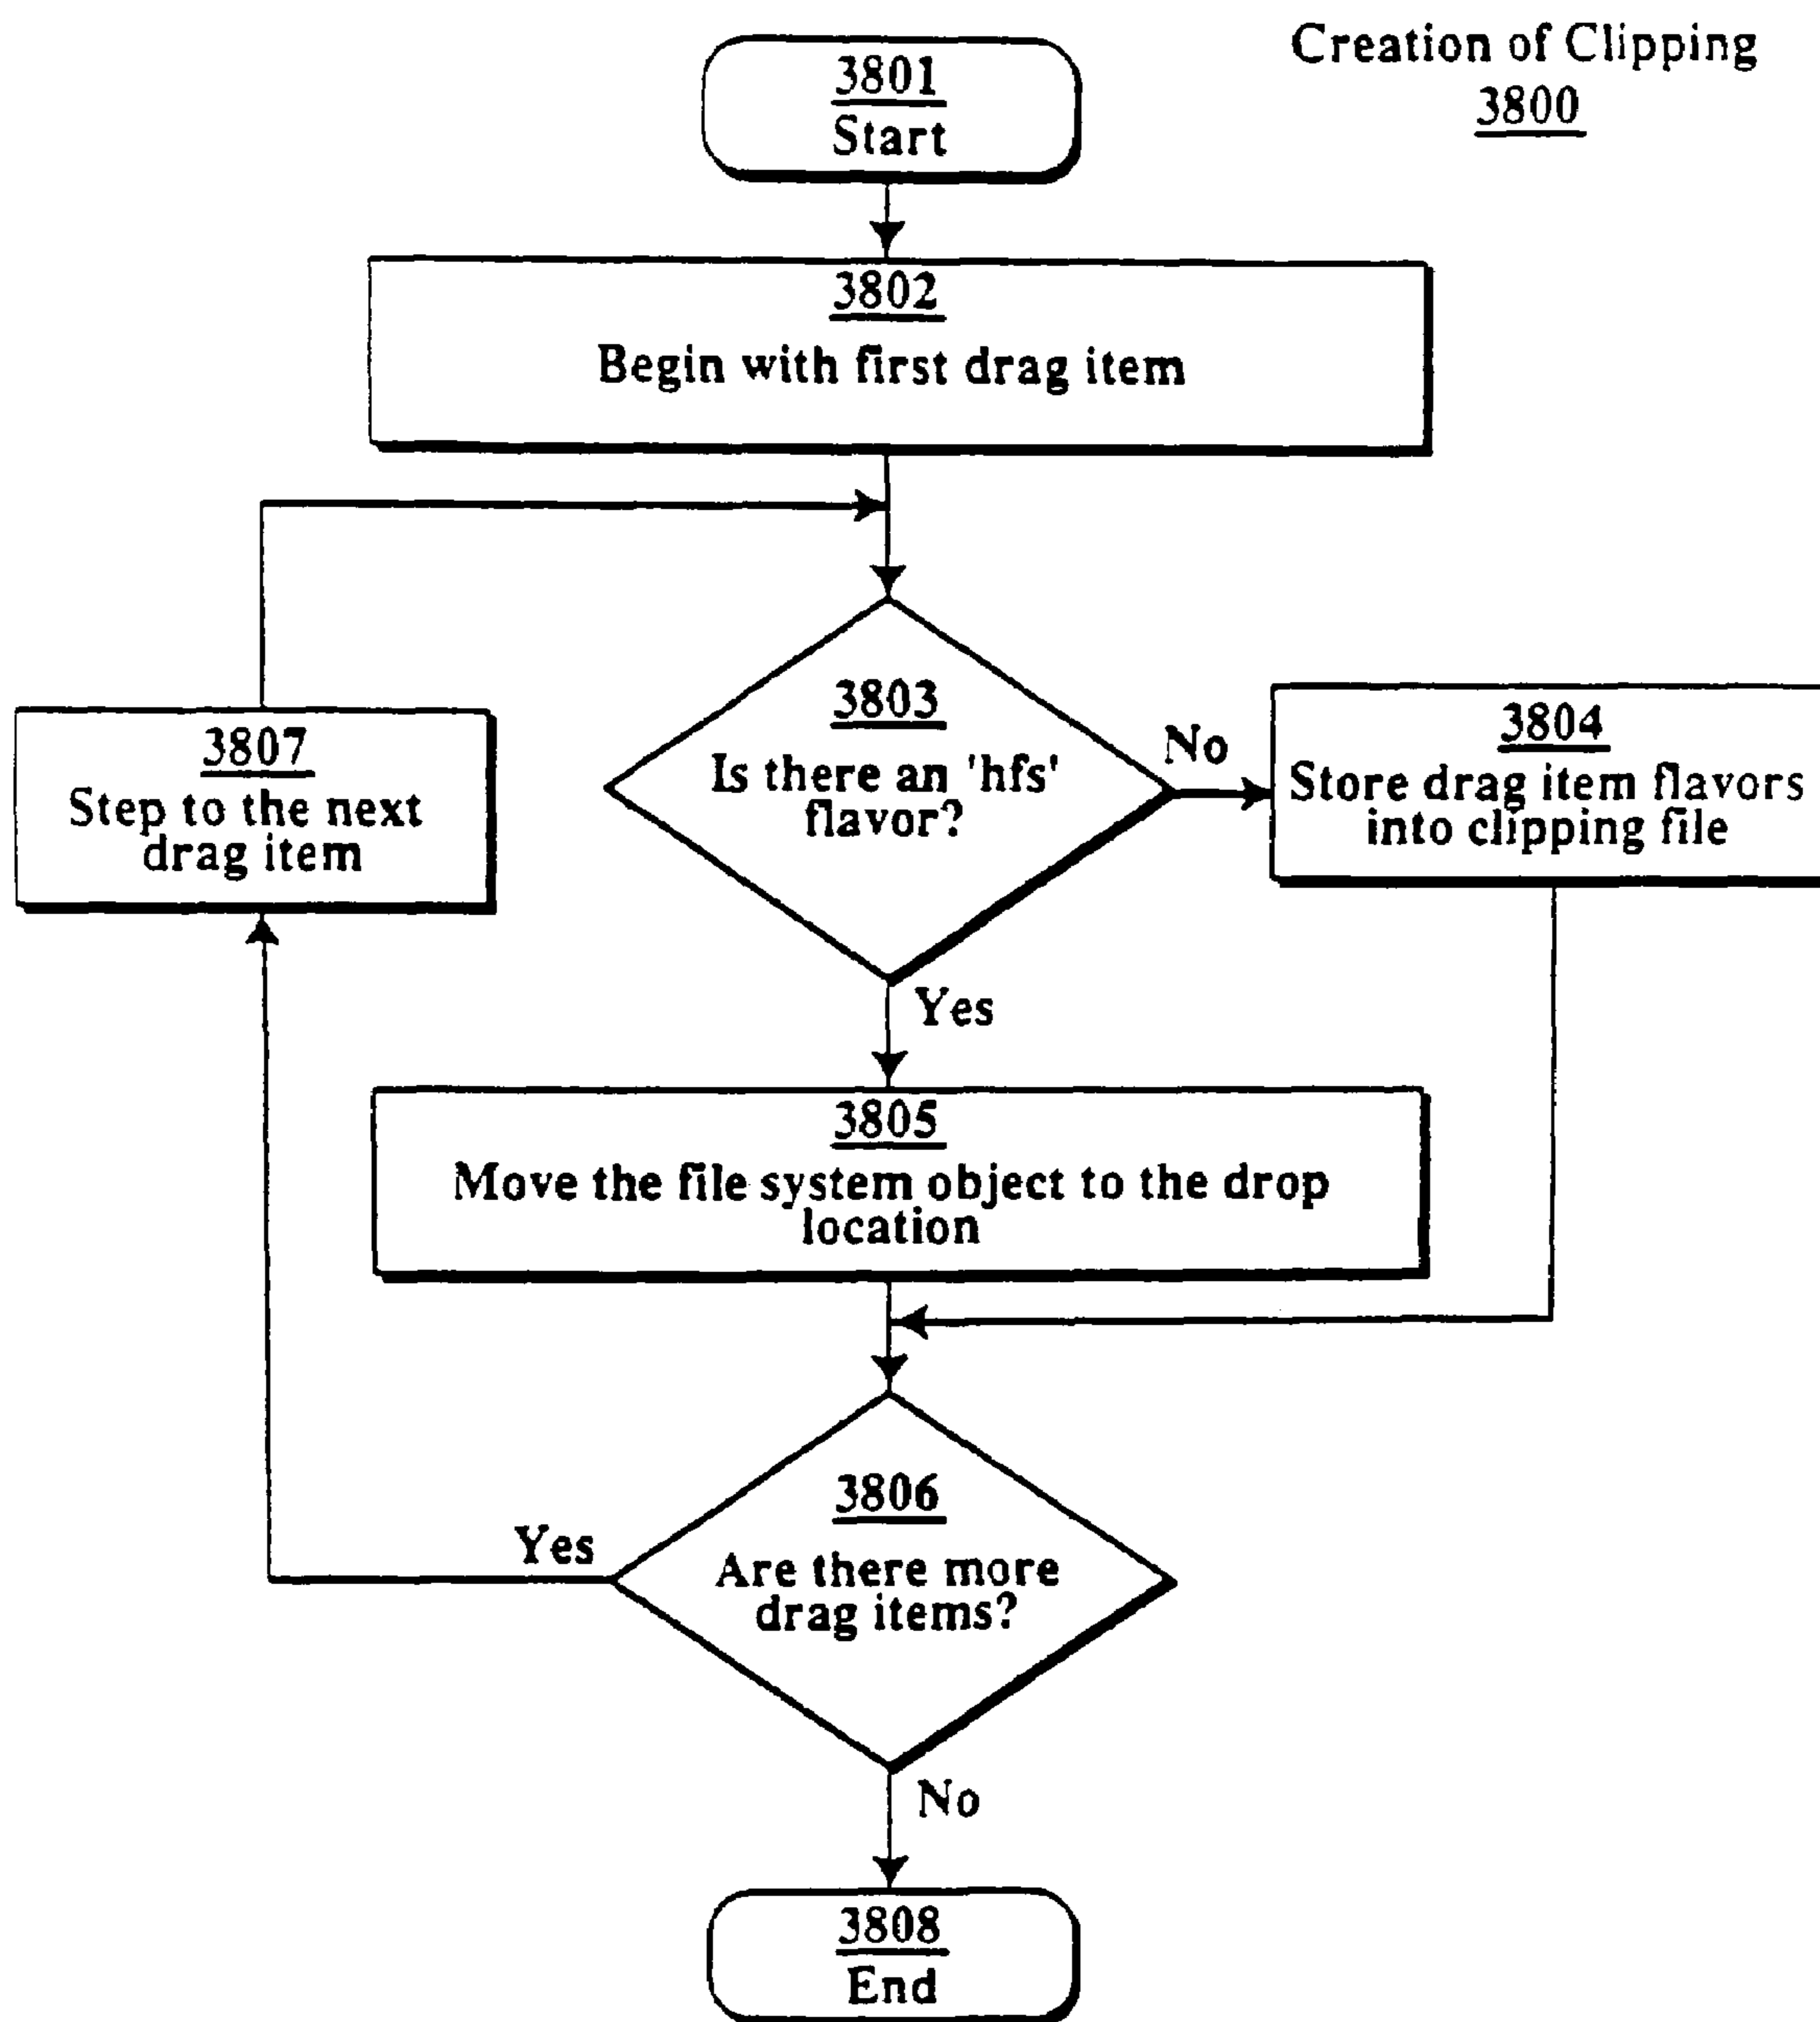 Creation of Clipping
3800
3801
Start
3802
Begin with first drag item
3803
Is there an 'hfs'
flavor?
No
3804
Store drag item flavors
into clipping file
3807
Step to the next
drag item
Yes
3805
Move the file system object to the drop
location
3806
Are there more
drag items?
Yes
No
3808
End